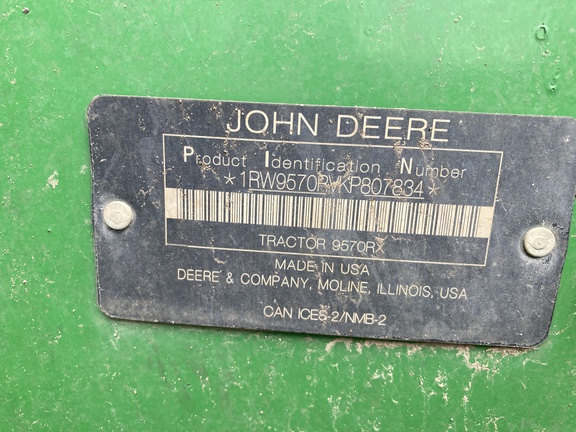 JOHN DEERE
Product Identification Number
*1RW9570RVKP807834*
TRACTOR 9570RX
MADE IN USA
DEERE & COMPANY, MOLINE, ILLINOIS, USA
CAN ICES-2/NMB-2